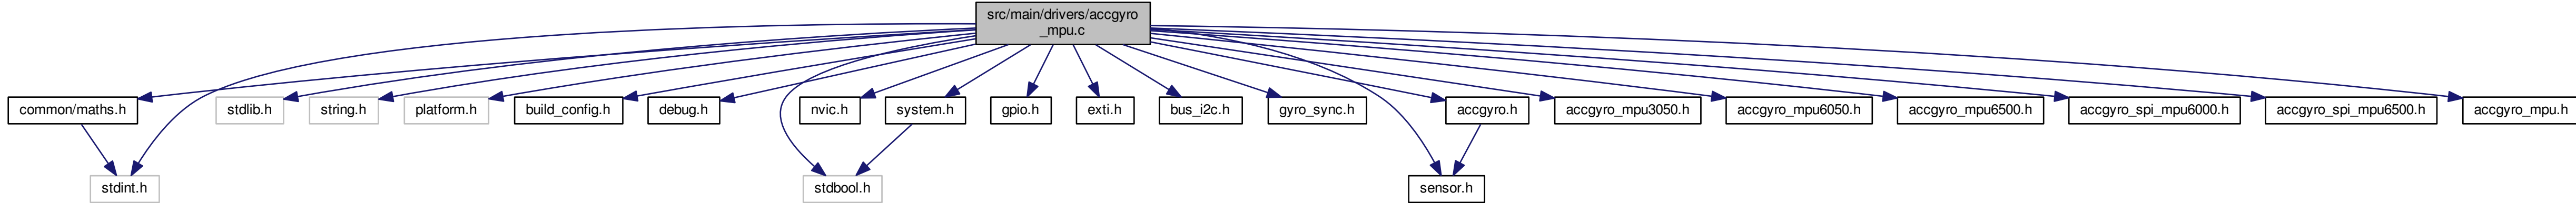 src/main/drivers/accgyro
_mpu.c
common/maths.h
stdlib.h
string.h
platform.h
build_config.h
debug.h
nvic.h
system.h
gpio.h
exti.h
bus_i2c.h
gyro_sync.h
accgyro.h
accgyro_mpu3050.h
accgyro_mpu6050.h
accgyro_mpu6500.h
accgyro_spi_mpu6000.h
accgyro_spi_mpu6500.h
accgyro_mpu.h
stdint.h
stdbool.h
sensor.h